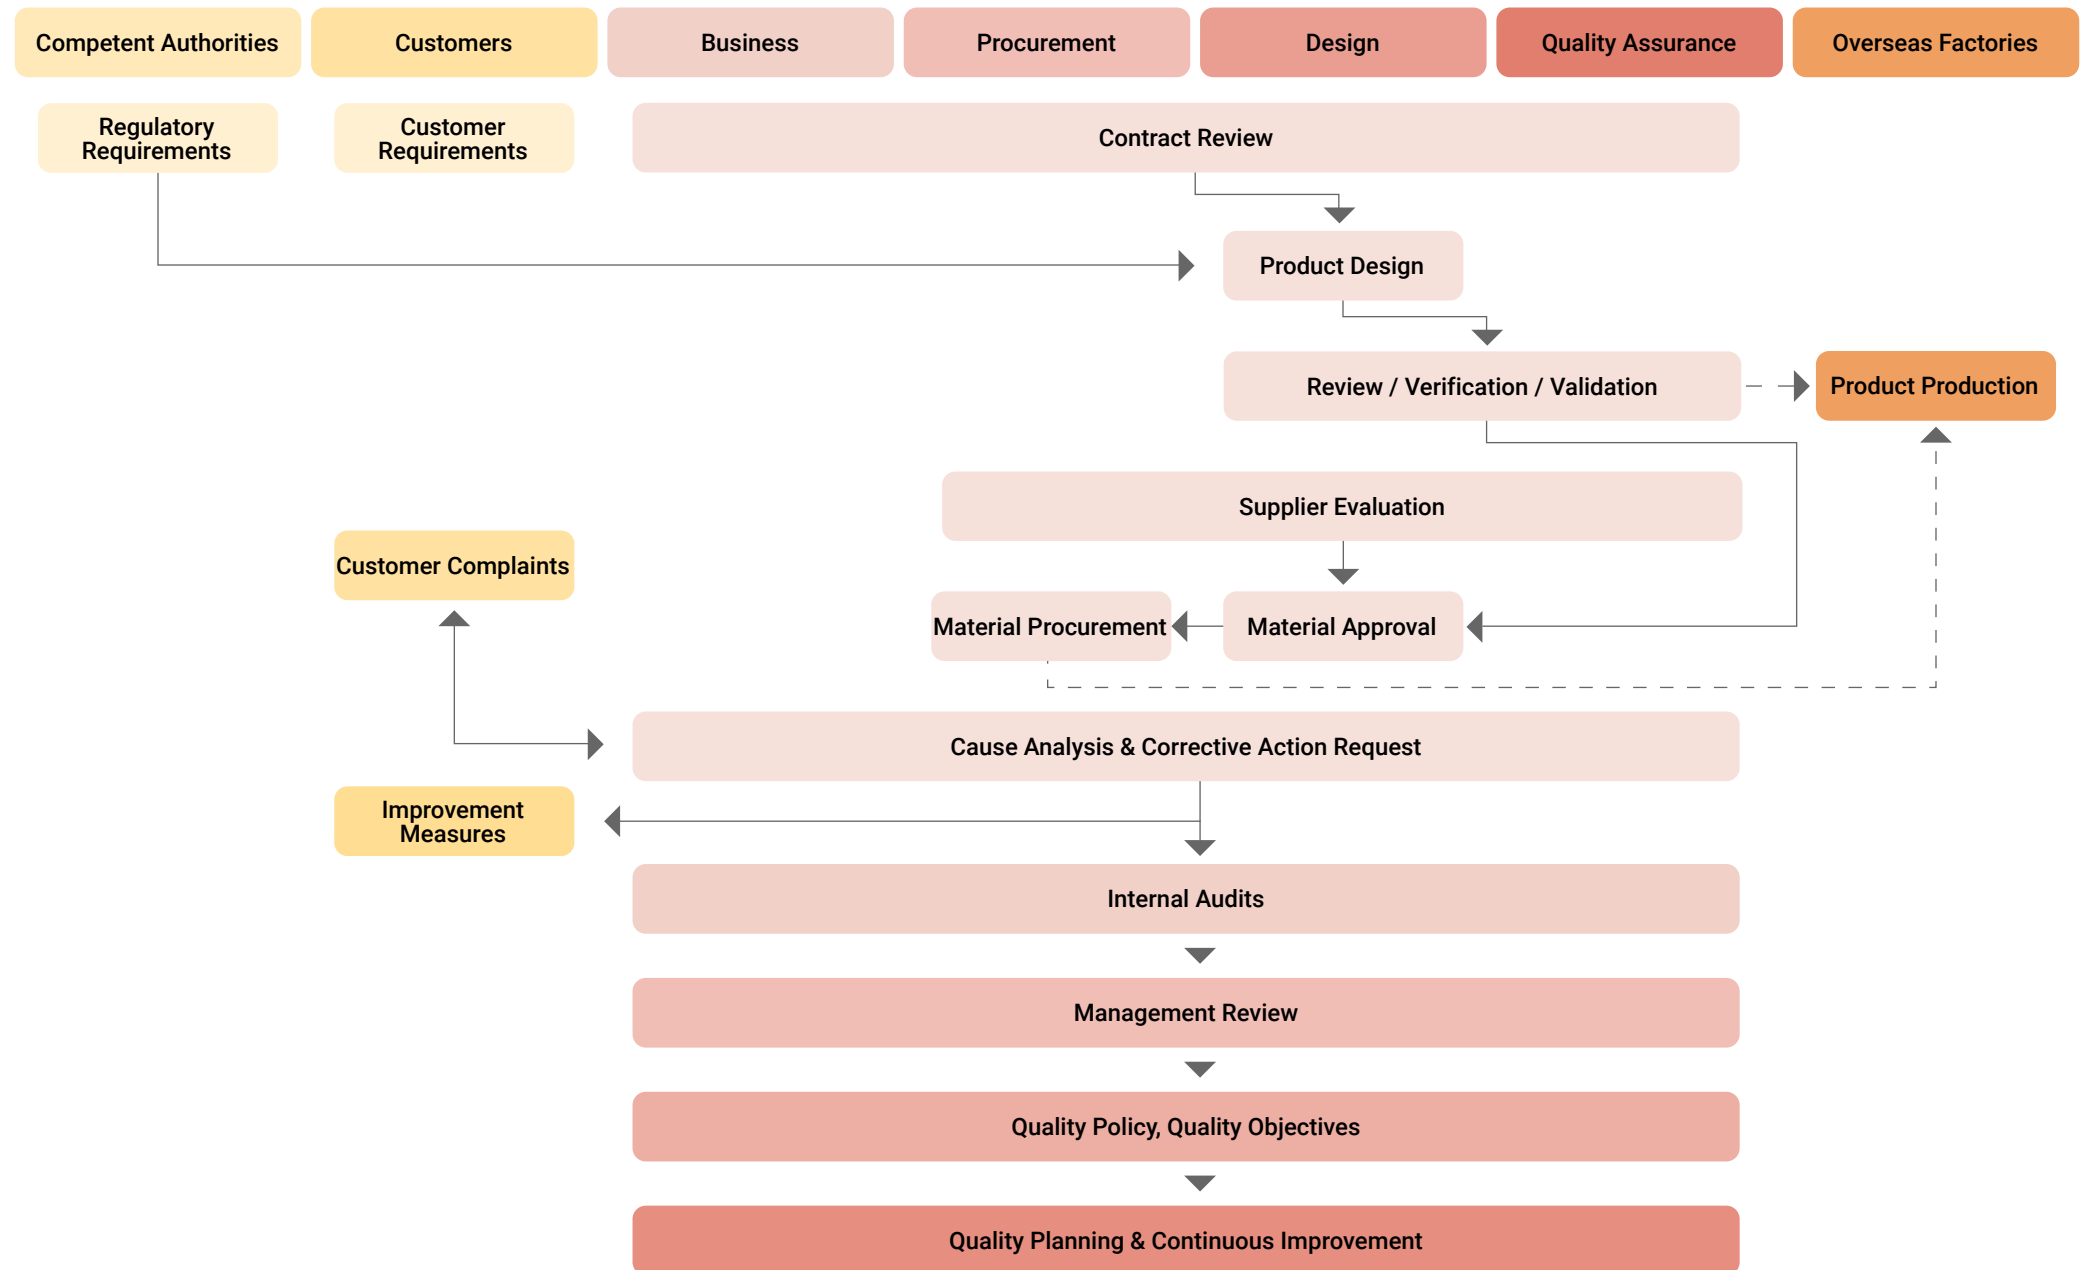 Competent Authorities
Customers
Business
Procurement
Design
Quality Assurance
Overseas Factories
Regulatory
Requirements
Customer
Requirements
Contract Review
Product Design
Review / Verification / Validation
Product Production
Supplier Evaluation
Customer Complaints
Material Procurement
Material Approval
Cause Analysis & Corrective Action Request
Improvement
Measures
Internal Audits
Management Review
Quality Policy, Quality Objectives
Quality Planning & Continuous Improvement